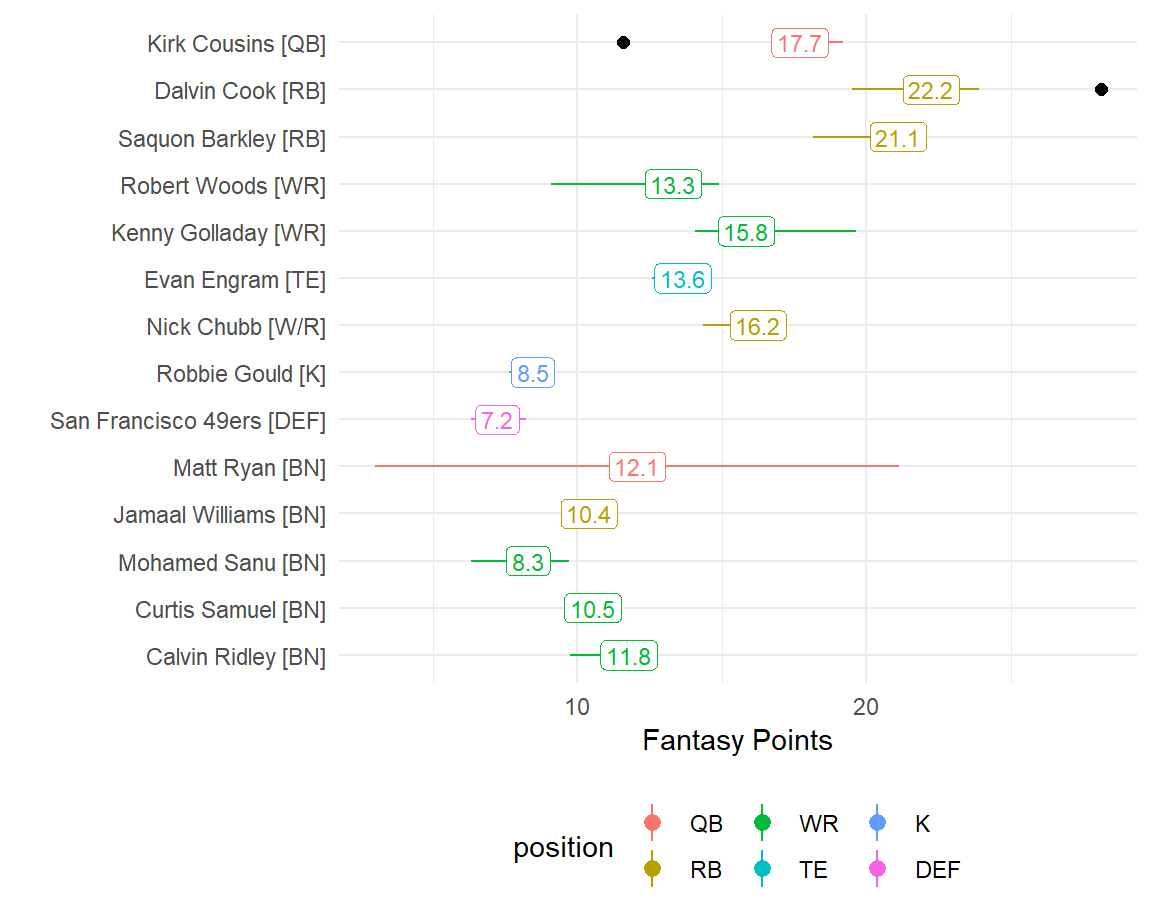 Kirk Cousins [QB] 17.7
Dalvin Cook [RB] 22.2
Saquon Barkley [RB] 21.1
Robert Woods [WR] 13.3
Kenny Golladay [WR] 15.8
Evan Engram [TE] 13.6
Nick Chubb [W/R] 16.2
Robbie Gould [K] 8.5
San Francisco 49ers [DEF] 7.2
Matt Ryan [BN] 12.1
Jamaal Williams [BN] 10.4
Mohamed Sanu [BN] 8.3
Curtis Samuel [BN] 10.5
Calvin Ridley [BN] 11.8
10 20
Fantasy Points
position
QB WR K
RB TE DEF